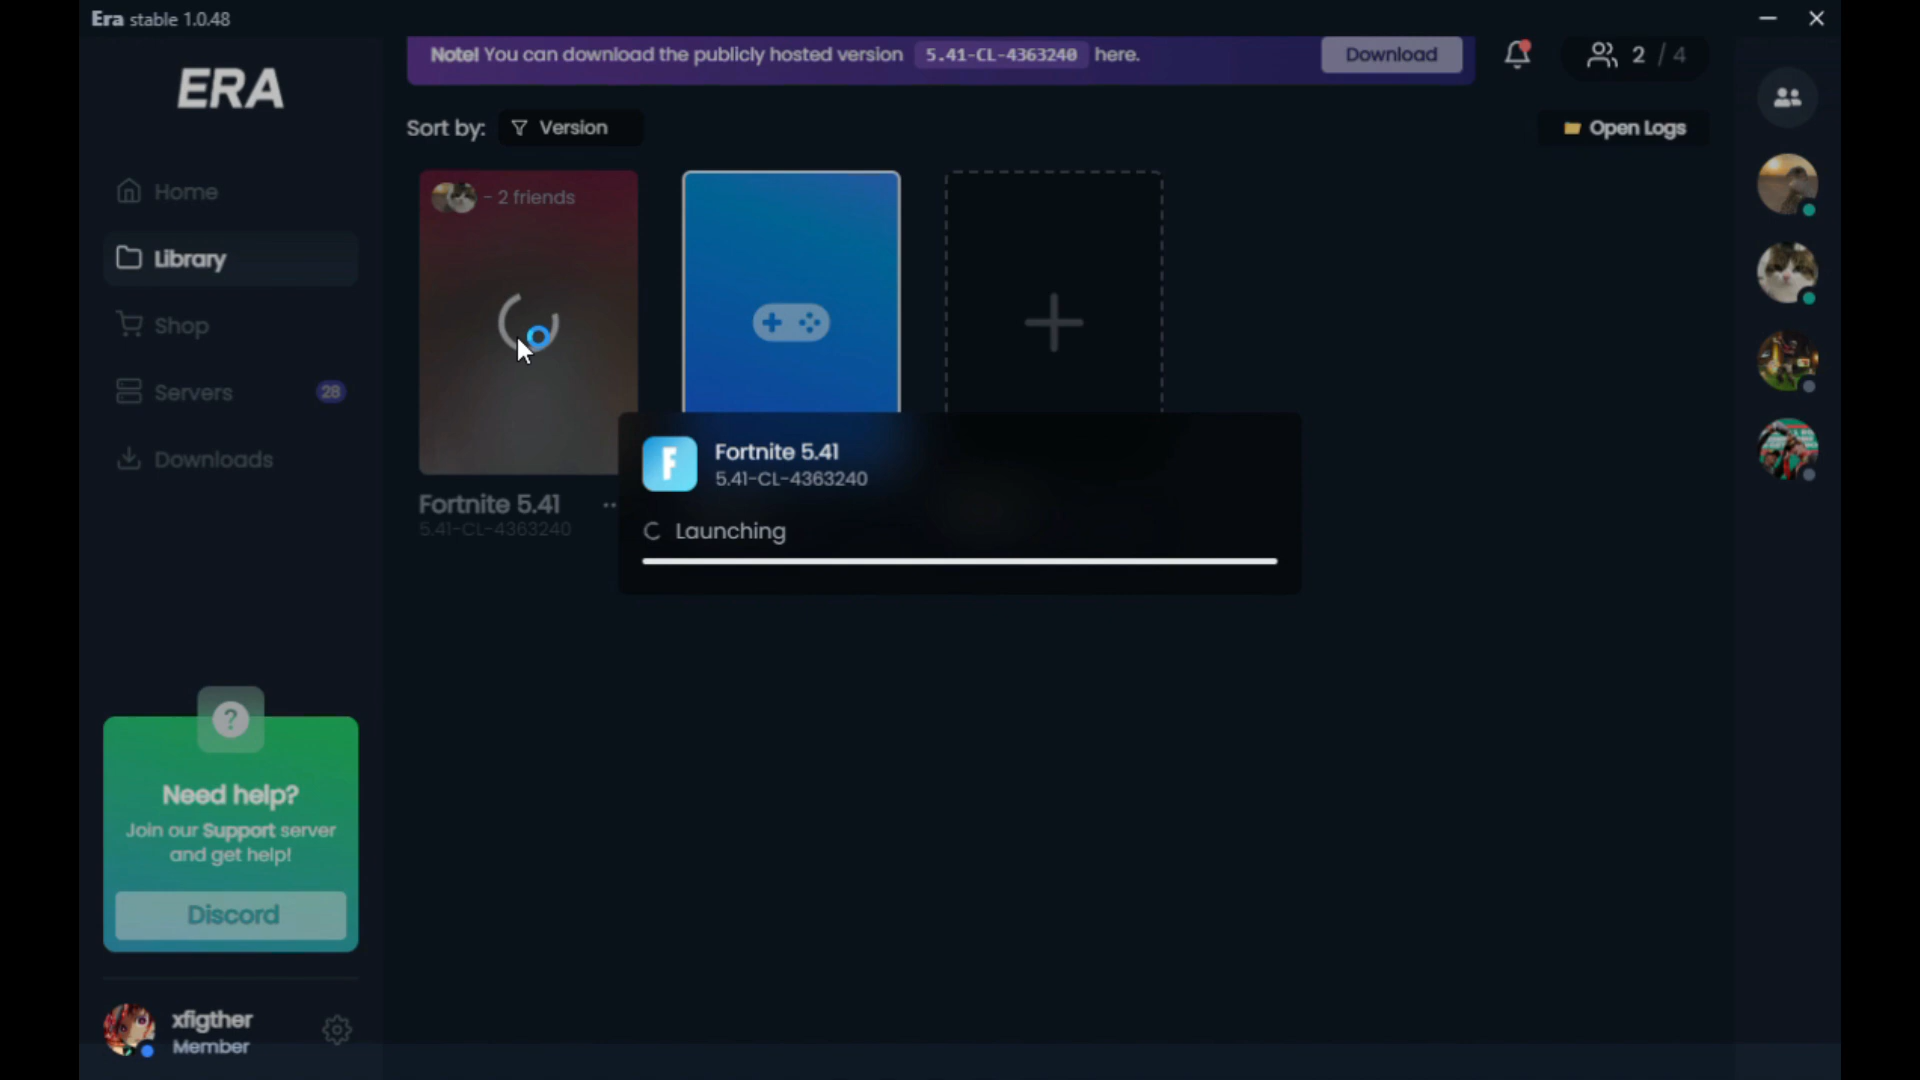 Era stable 1.0.48
Note! You can download the publicly hosted version 5.41-CL-4363240 here.
Download
2 / 4
ERA
Sort by:
Version
Open Logs
Home
Library
Shop
Servers
28
Downloads
- 2 friends
Fortnite 5.41
5.41-CL-4363240
F
Fortnite 5.41
5.41-CL-4363240
Launching
?
Need help?
Join our Support server
and get help!
Discord
xfigther
Member